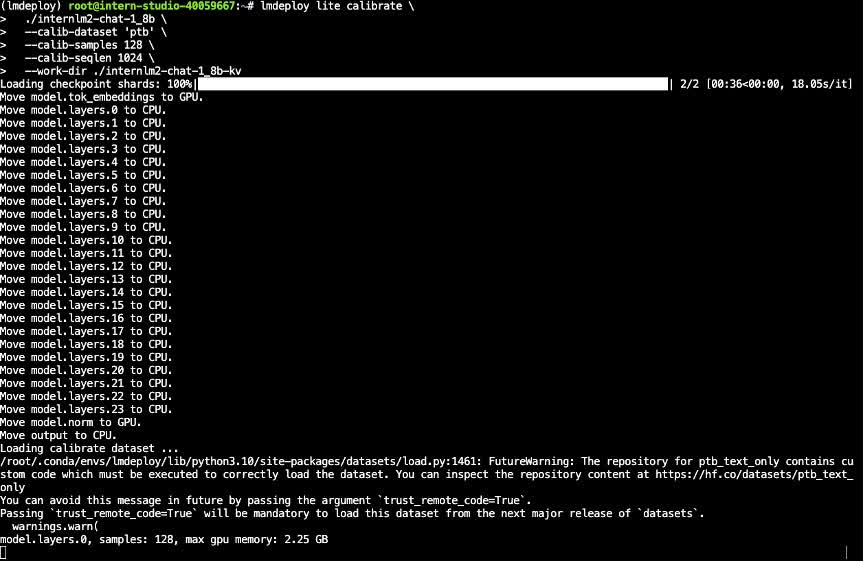 (lmdeploy) root@intern-studio-40059667:~# lmdeploy lite calibrate \
>   ./internlm2-chat-1_8b \
>   --calib-dataset 'ptb' \
>   --calib-samples 128 \
>   --calib-seqlen 1024 \
>   --work-dir ./internlm2-chat-1_8b-kv
Loading checkpoint shards: 100%| | 2/2 [00:36<00:00, 18.05s/it]
Move model.tok_embeddings to GPU.
Move model.layers.0 to CPU.
Move model.layers.1 to CPU.
Move model.layers.2 to CPU.
Move model.layers.3 to CPU.
Move model.layers.4 to CPU.
Move model.layers.5 to CPU.
Move model.layers.6 to CPU.
Move model.layers.7 to CPU.
Move model.layers.8 to CPU.
Move model.layers.9 to CPU.
Move model.layers.10 to CPU.
Move model.layers.11 to CPU.
Move model.layers.12 to CPU.
Move model.layers.13 to CPU.
Move model.layers.14 to CPU.
Move model.layers.15 to CPU.
Move model.layers.16 to CPU.
Move model.layers.17 to CPU.
Move model.layers.18 to CPU.
Move model.layers.19 to CPU.
Move model.layers.20 to CPU.
Move model.layers.21 to CPU.
Move model.layers.22 to CPU.
Move model.layers.23 to CPU.
Move model.norm to GPU.
Move output to CPU.
Loading calibrate dataset ...
/root/.conda/envs/lmdeploy/lib/python3.10/site-packages/datasets/load.py:1461: FutureWarning: The repository for ptb_text_only contains cu
stom code which must be executed to correctly load the dataset. You can inspect the repository content at https://hf.co/datasets/ptb_text_
only
You can avoid this message in future by passing the argument `trust_remote_code=True`.
Passing `trust_remote_code=True` will be mandatory to load this dataset from the next major release of `datasets`.
  warnings.warn(
model.layers.0, samples: 128, max gpu memory: 2.25 GB